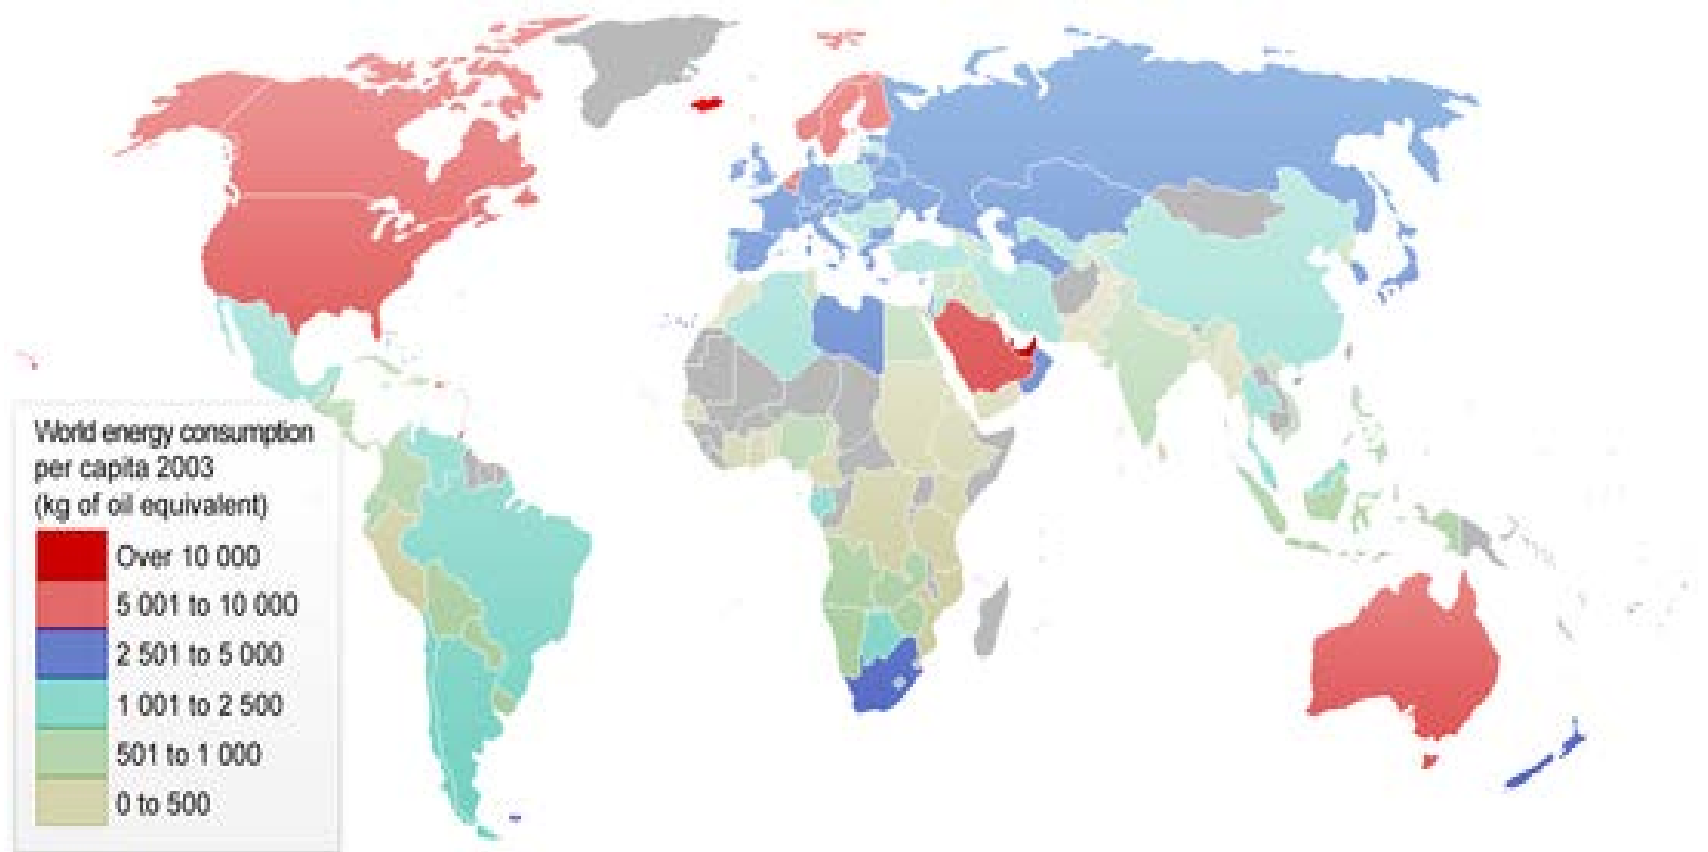 World energy consumption
per capita 2003
(kg of oil equivalent)
Over 10 000
5 001 to 10 000
2 501 to 5 000
1 001 to 2 500
501 to 1 000
0 to 500